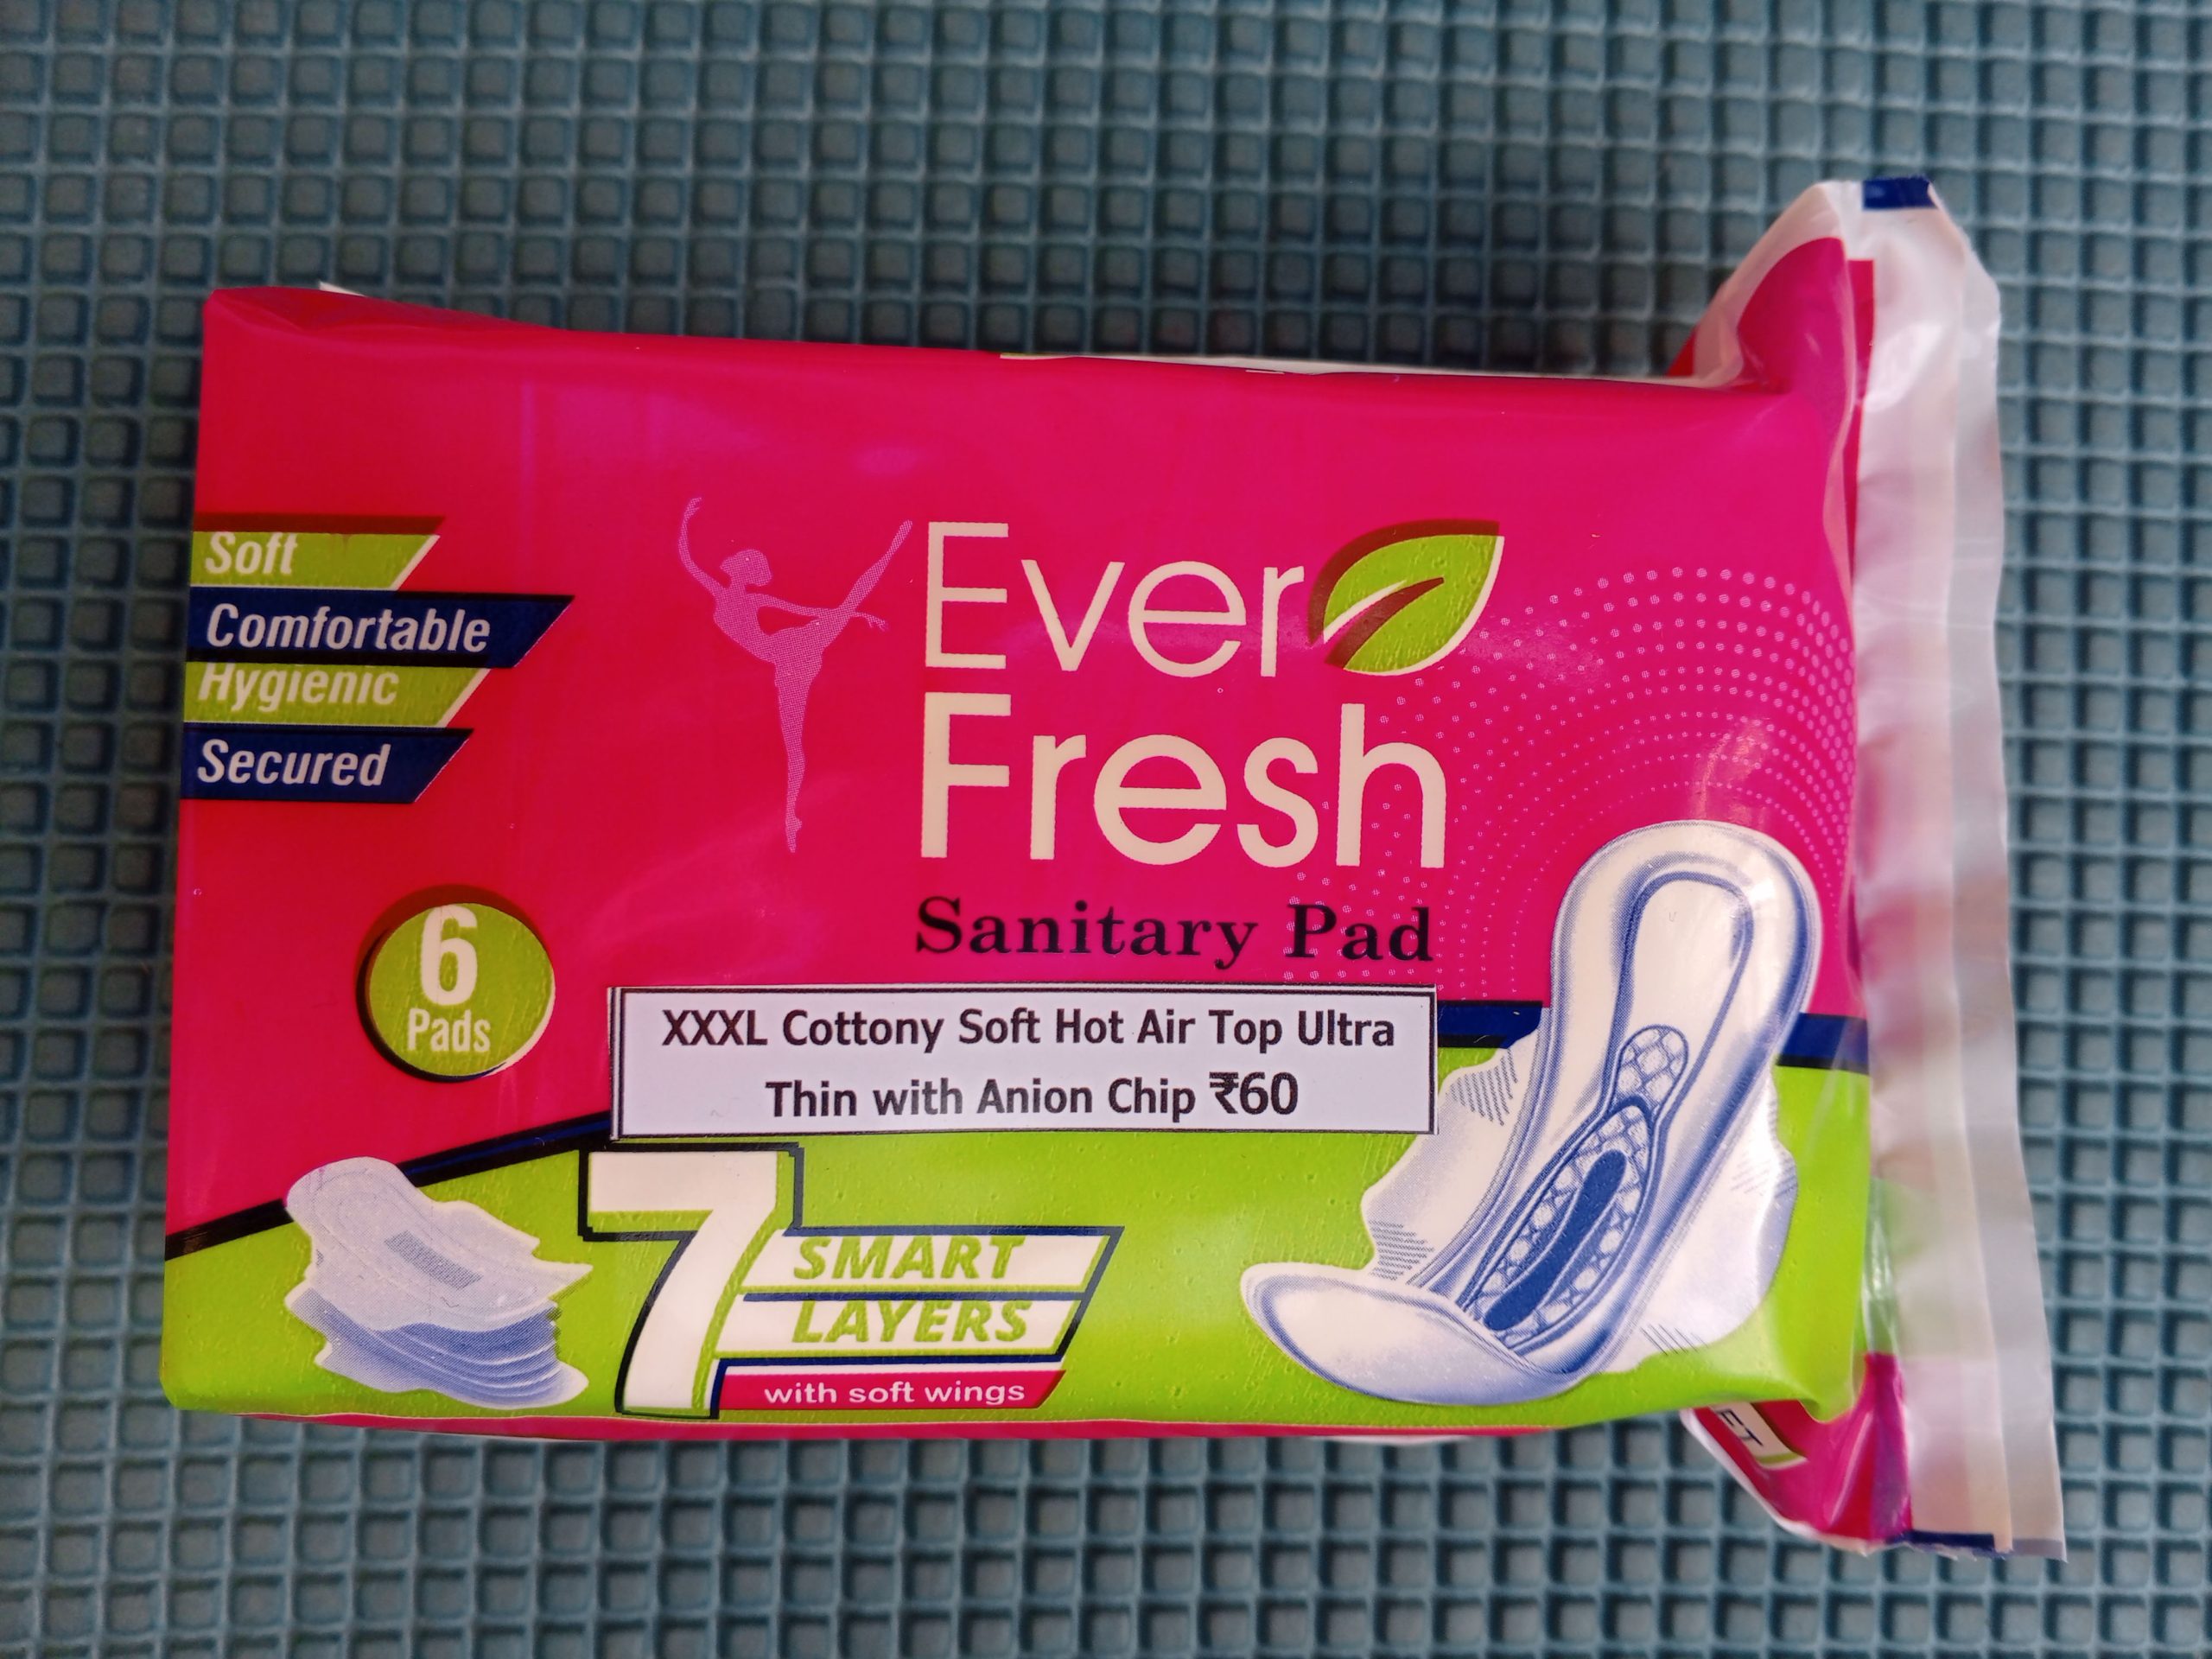 Soft
Comfortable
Hygienic
Secured
Ever
Fresh
Sanitary Pad
6
Pads
XXXL Cottony Soft Hot Air Top Ultra
Thin with Anion Chip ₹60
7
SMART
LAYERS
with soft wings